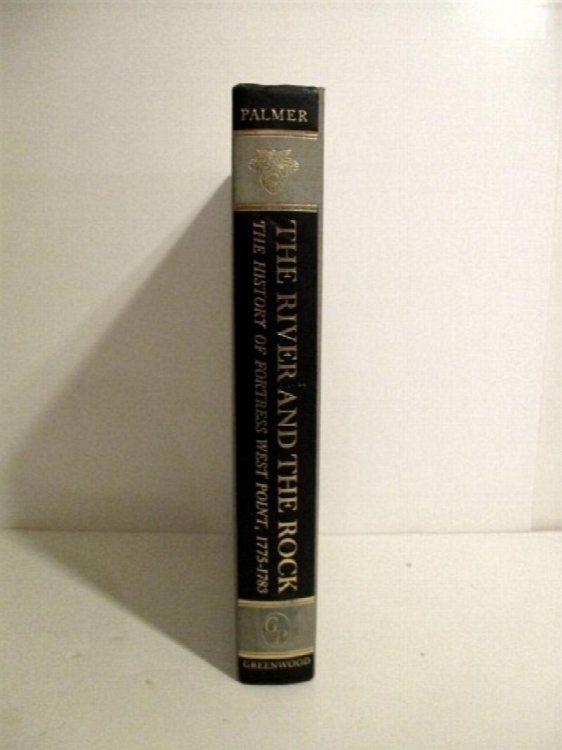 PALMER
THE RIVER AND THE ROCK
THE HISTORY OF FORTRESS WEST POINT, 1775-1783
GREENWOOD